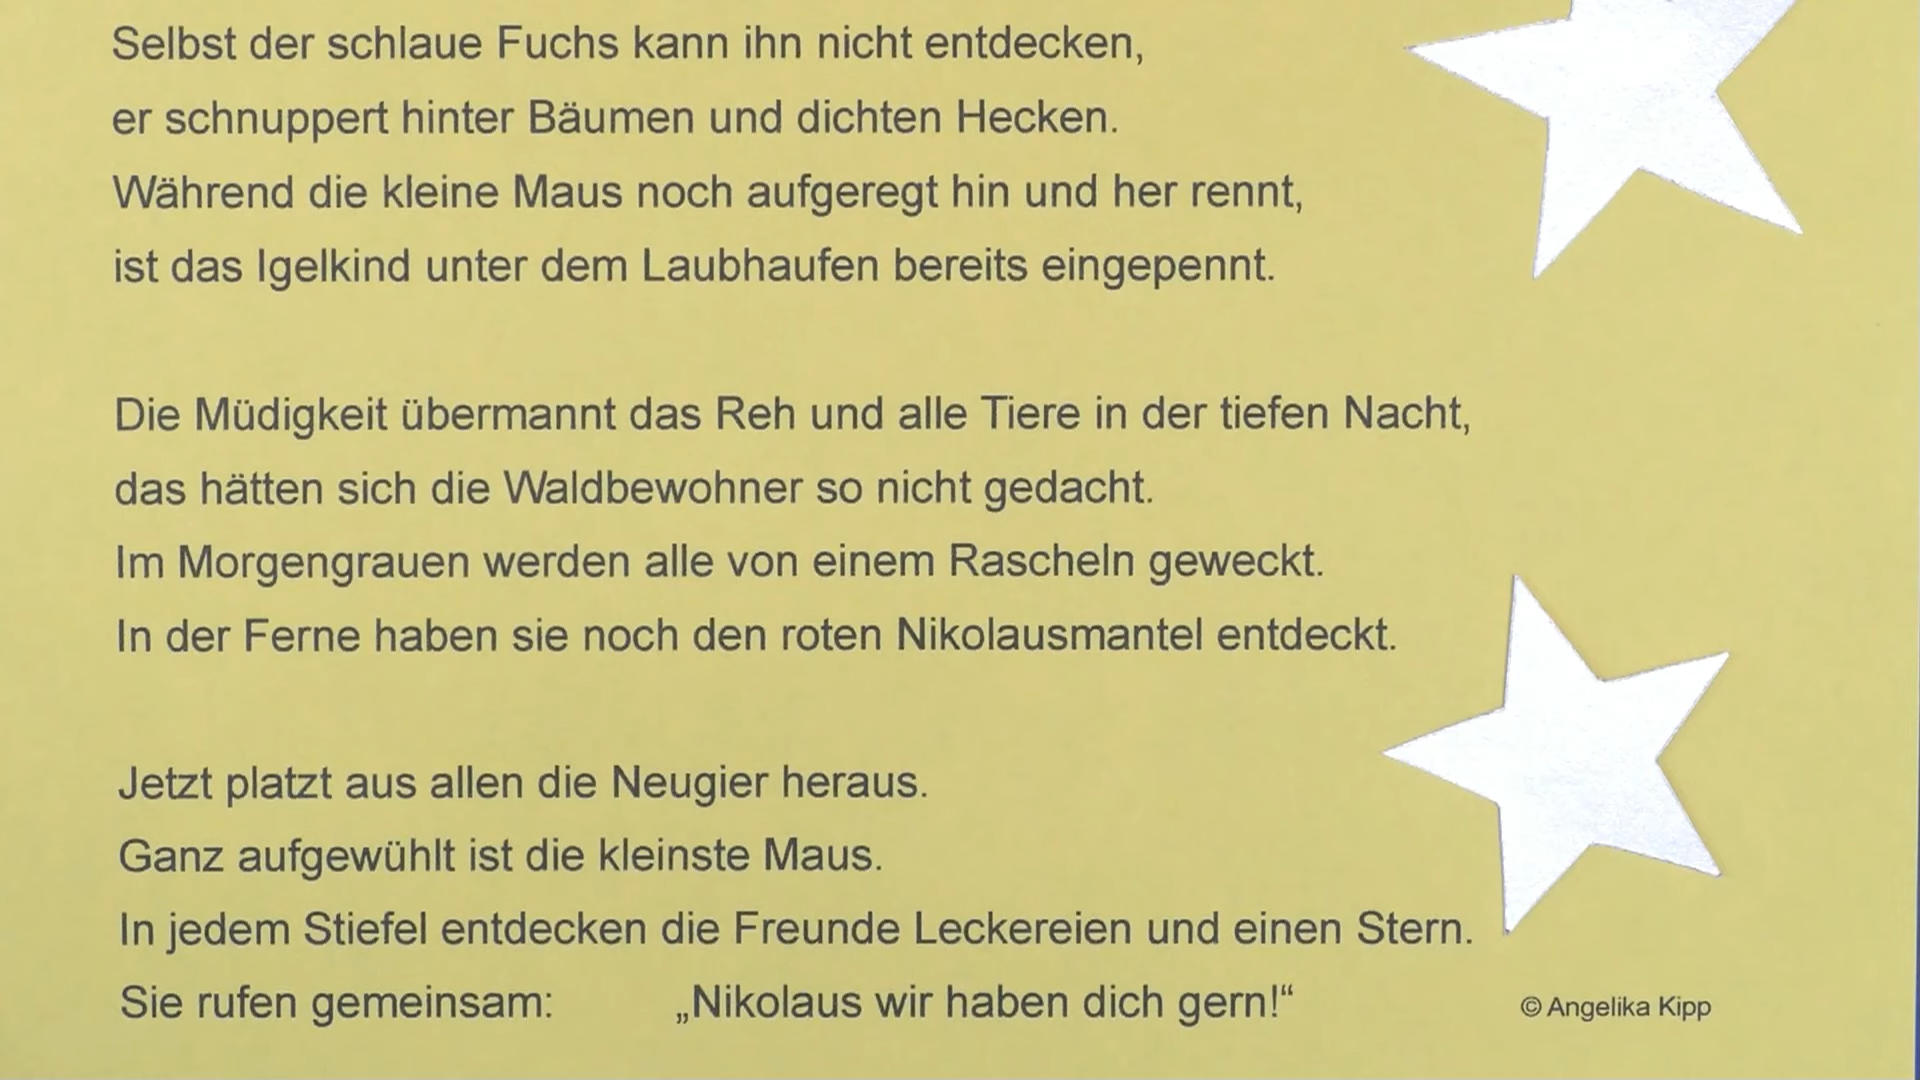 Selbst der schlaue Fuchs kann ihn nicht entdecken,
er schnuppert hinter Bäumen und dichten Hecken.
Während die kleine Maus noch aufgeregt hin und her rennt,
ist das Igelkind unter dem Laubhaufen bereits eingepennt.
Die Müdigkeit übermannt das Reh und alle Tiere in der tiefen Nacht,
das hätten sich die Waldbewohner so nicht gedacht.
Im Morgengrauen werden alle von einem Rascheln geweckt.
In der Ferne haben sie noch den roten Nikolausmantel entdeckt.
Jetzt platzt aus allen die Neugier heraus.
Ganz aufgewühlt ist die kleinste Maus.
In jedem Stiefel entdecken die Freunde Leckereien und einen Stern.
Sie rufen gemeinsam: „Nikolaus wir haben dich gern!“
© Angelika Kipp